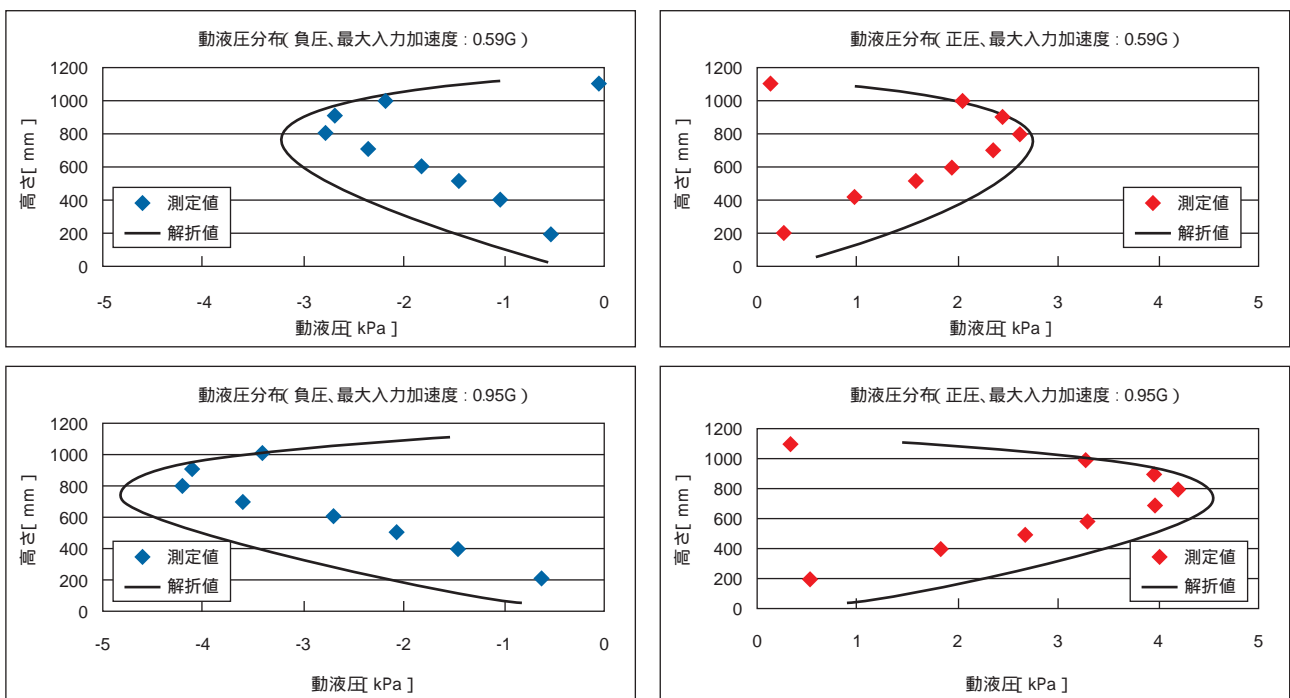 動液圧分布( 負圧、最大入力加速度 : 0.59G )
1200
1000
800
600
400
200
0
高さ[ mm ]
測定値
解折値
-5
-4
-3
-2
-1
0
動液圧[ kPa ]
動液圧分布( 正圧、最大入力加速度 : 0.59G )
1200
1000
800
600
400
200
0
高さ[ mm ]
測定値
解折値
0
1
2
3
4
5
動液圧[ kPa ]
動液圧分布( 負圧、最大入力加速度 : 0.95G )
1200
1000
800
600
400
200
0
高さ[ mm ]
測定値
解折値
-5
-4
-3
-2
-1
0
動液圧[ kPa ]
動液圧分布( 正圧、最大入力加速度 : 0.95G )
1200
1000
800
600
400
200
0
高さ[ mm ]
測定値
解折値
0
1
2
3
4
5
動液圧[ kPa ]